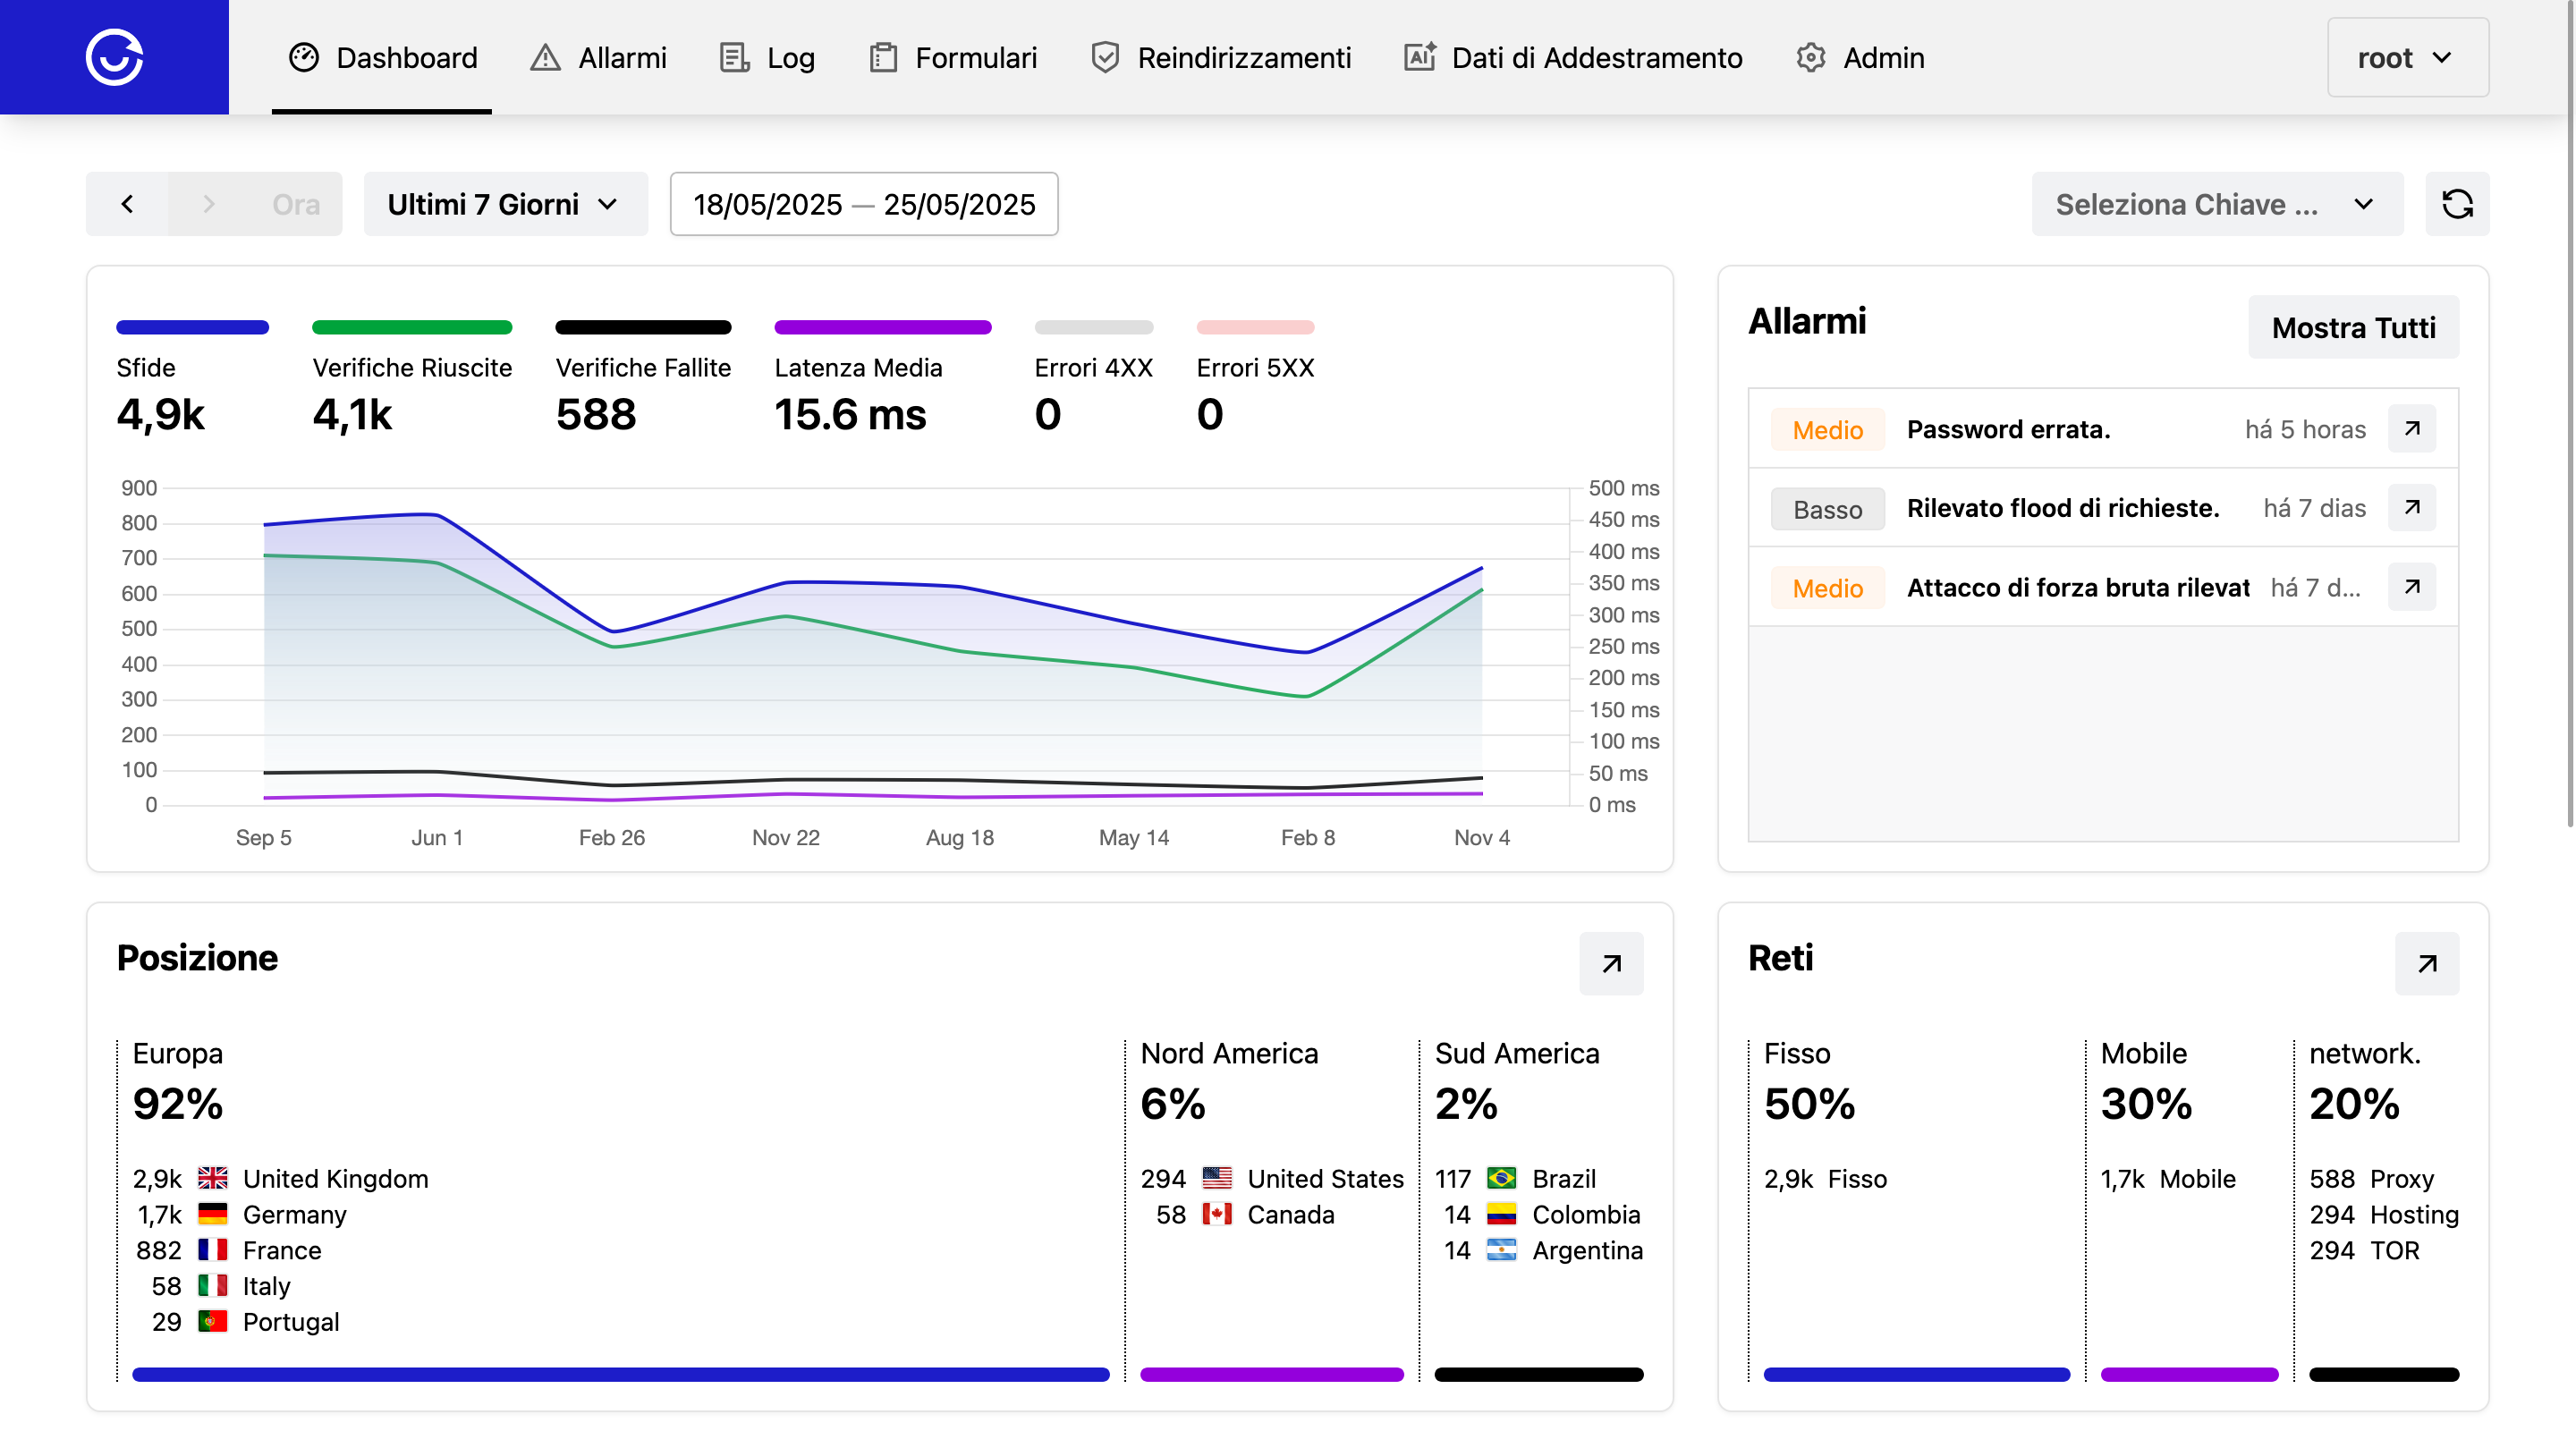 Dashboard
Allarmi
Log
Formulari
Reindirizzamenti
Dati di Addestramento
Admin
root
Ora
Ultimi 7 Giorni
18/05/2025 — 25/05/2025
Seleziona Chiave ...
Sfide
4,9k
Verifiche Riuscite
4,1k
Verifiche Fallite
588
Latenza Media
15.6 ms
Errori 4XX
0
Errori 5XX
0
900
800
700
600
500
400
300
200
100
0
500 ms
450 ms
400 ms
350 ms
300 ms
250 ms
200 ms
150 ms
100 ms
50 ms
0 ms
Sep 5
Jun 1
Feb 26
Nov 22
Aug 18
May 14
Feb 8
Nov 4
Allarmi
Mostra Tutti
Medio Password errata. há 5 horas
Basso Rilevato flood di richieste. há 7 dias
Medio Attacco di forza bruta rilevat há 7 d...
Posizione
Europa
92%
2,9k United Kingdom
1,7k Germany
882 France
58 Italy
29 Portugal
Nord America
6%
294 United States
58 Canada
Sud America
2%
117 Brazil
14 Colombia
14 Argentina
Reti
Fisso
50%
2,9k Fisso
Mobile
30%
1,7k Mobile
network.
20%
588 Proxy
294 Hosting
294 TOR